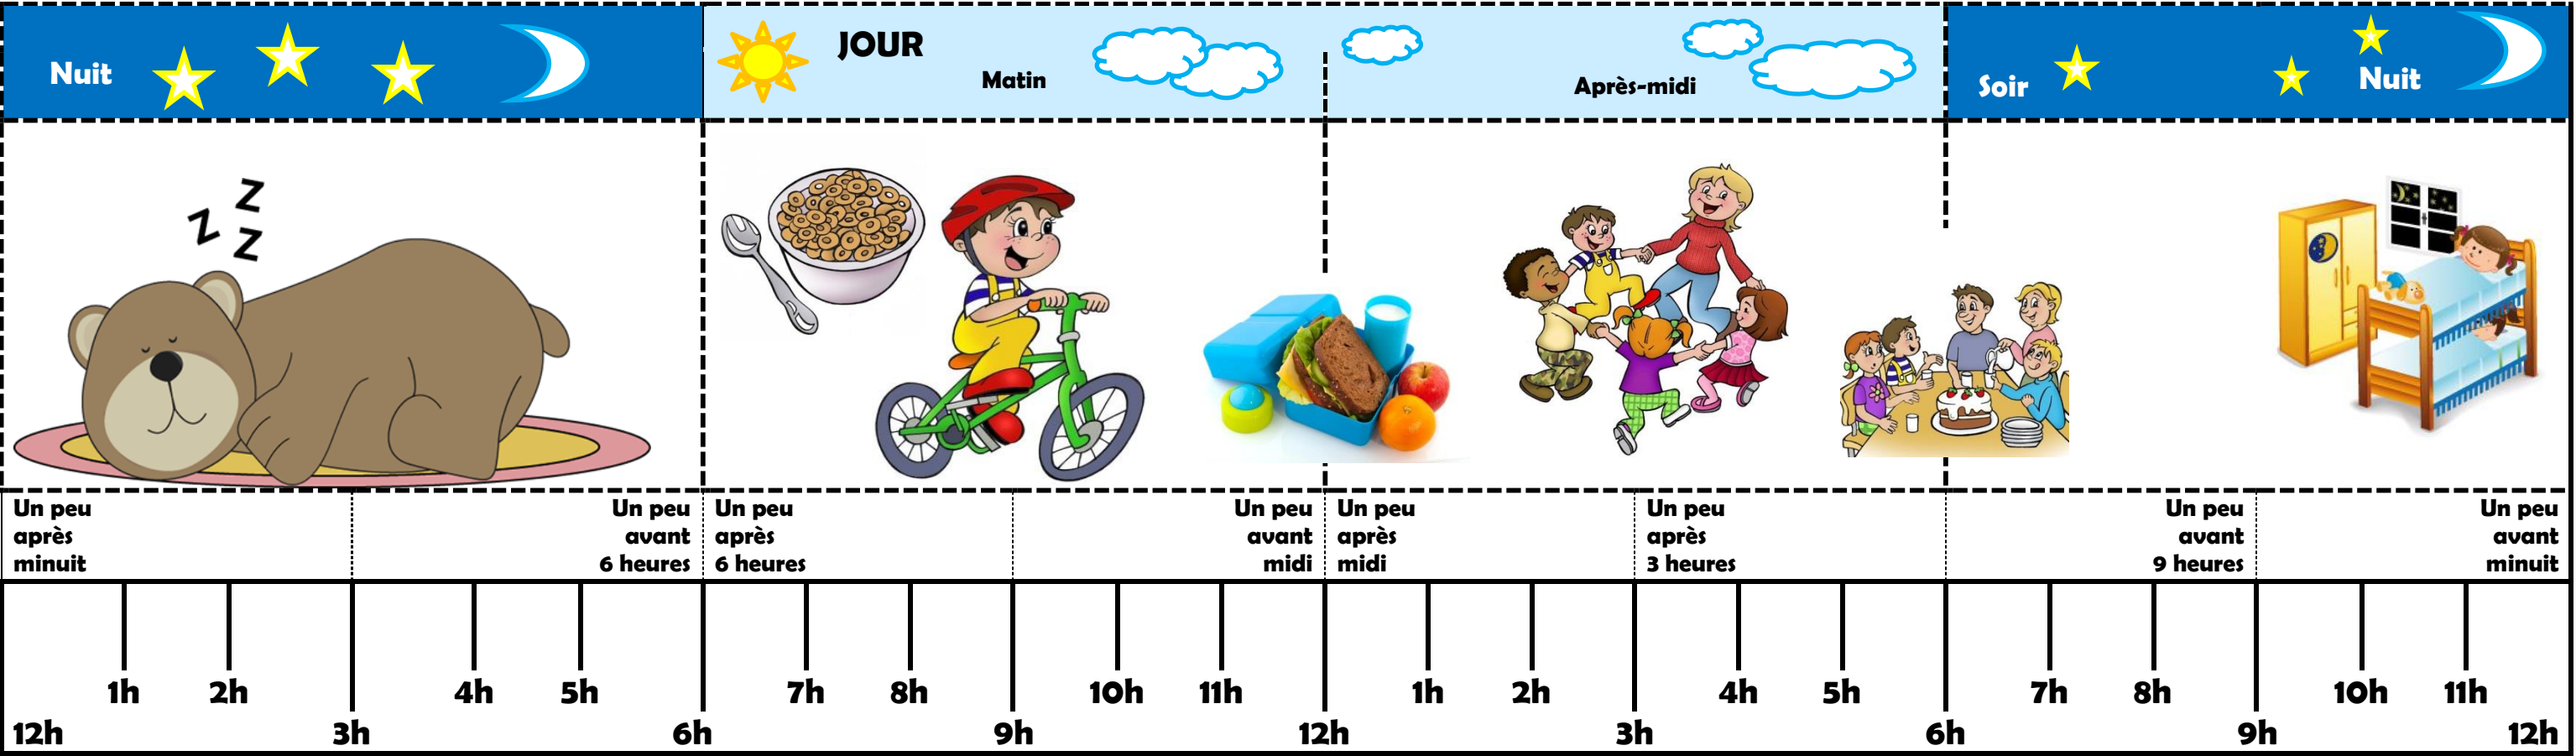 Nuit
JOUR
Matin
Après-midi
Soir
Nuit
Z
Z
Z
Un peu
après
minuit
Un peu
avant
6 heures
Un peu
après
6 heures
Un peu
avant
midi
Un peu
après
midi
Un peu
après
3 heures
Un peu
avant
9 heures
Un peu
avant
minuit
1h 2h 4h 5h 7h 8h 10h 11h 1h 2h 4h 5h 7h 8h 10h 11h
12h 3h 6h 9h 12h 3h 6h 9h 12h